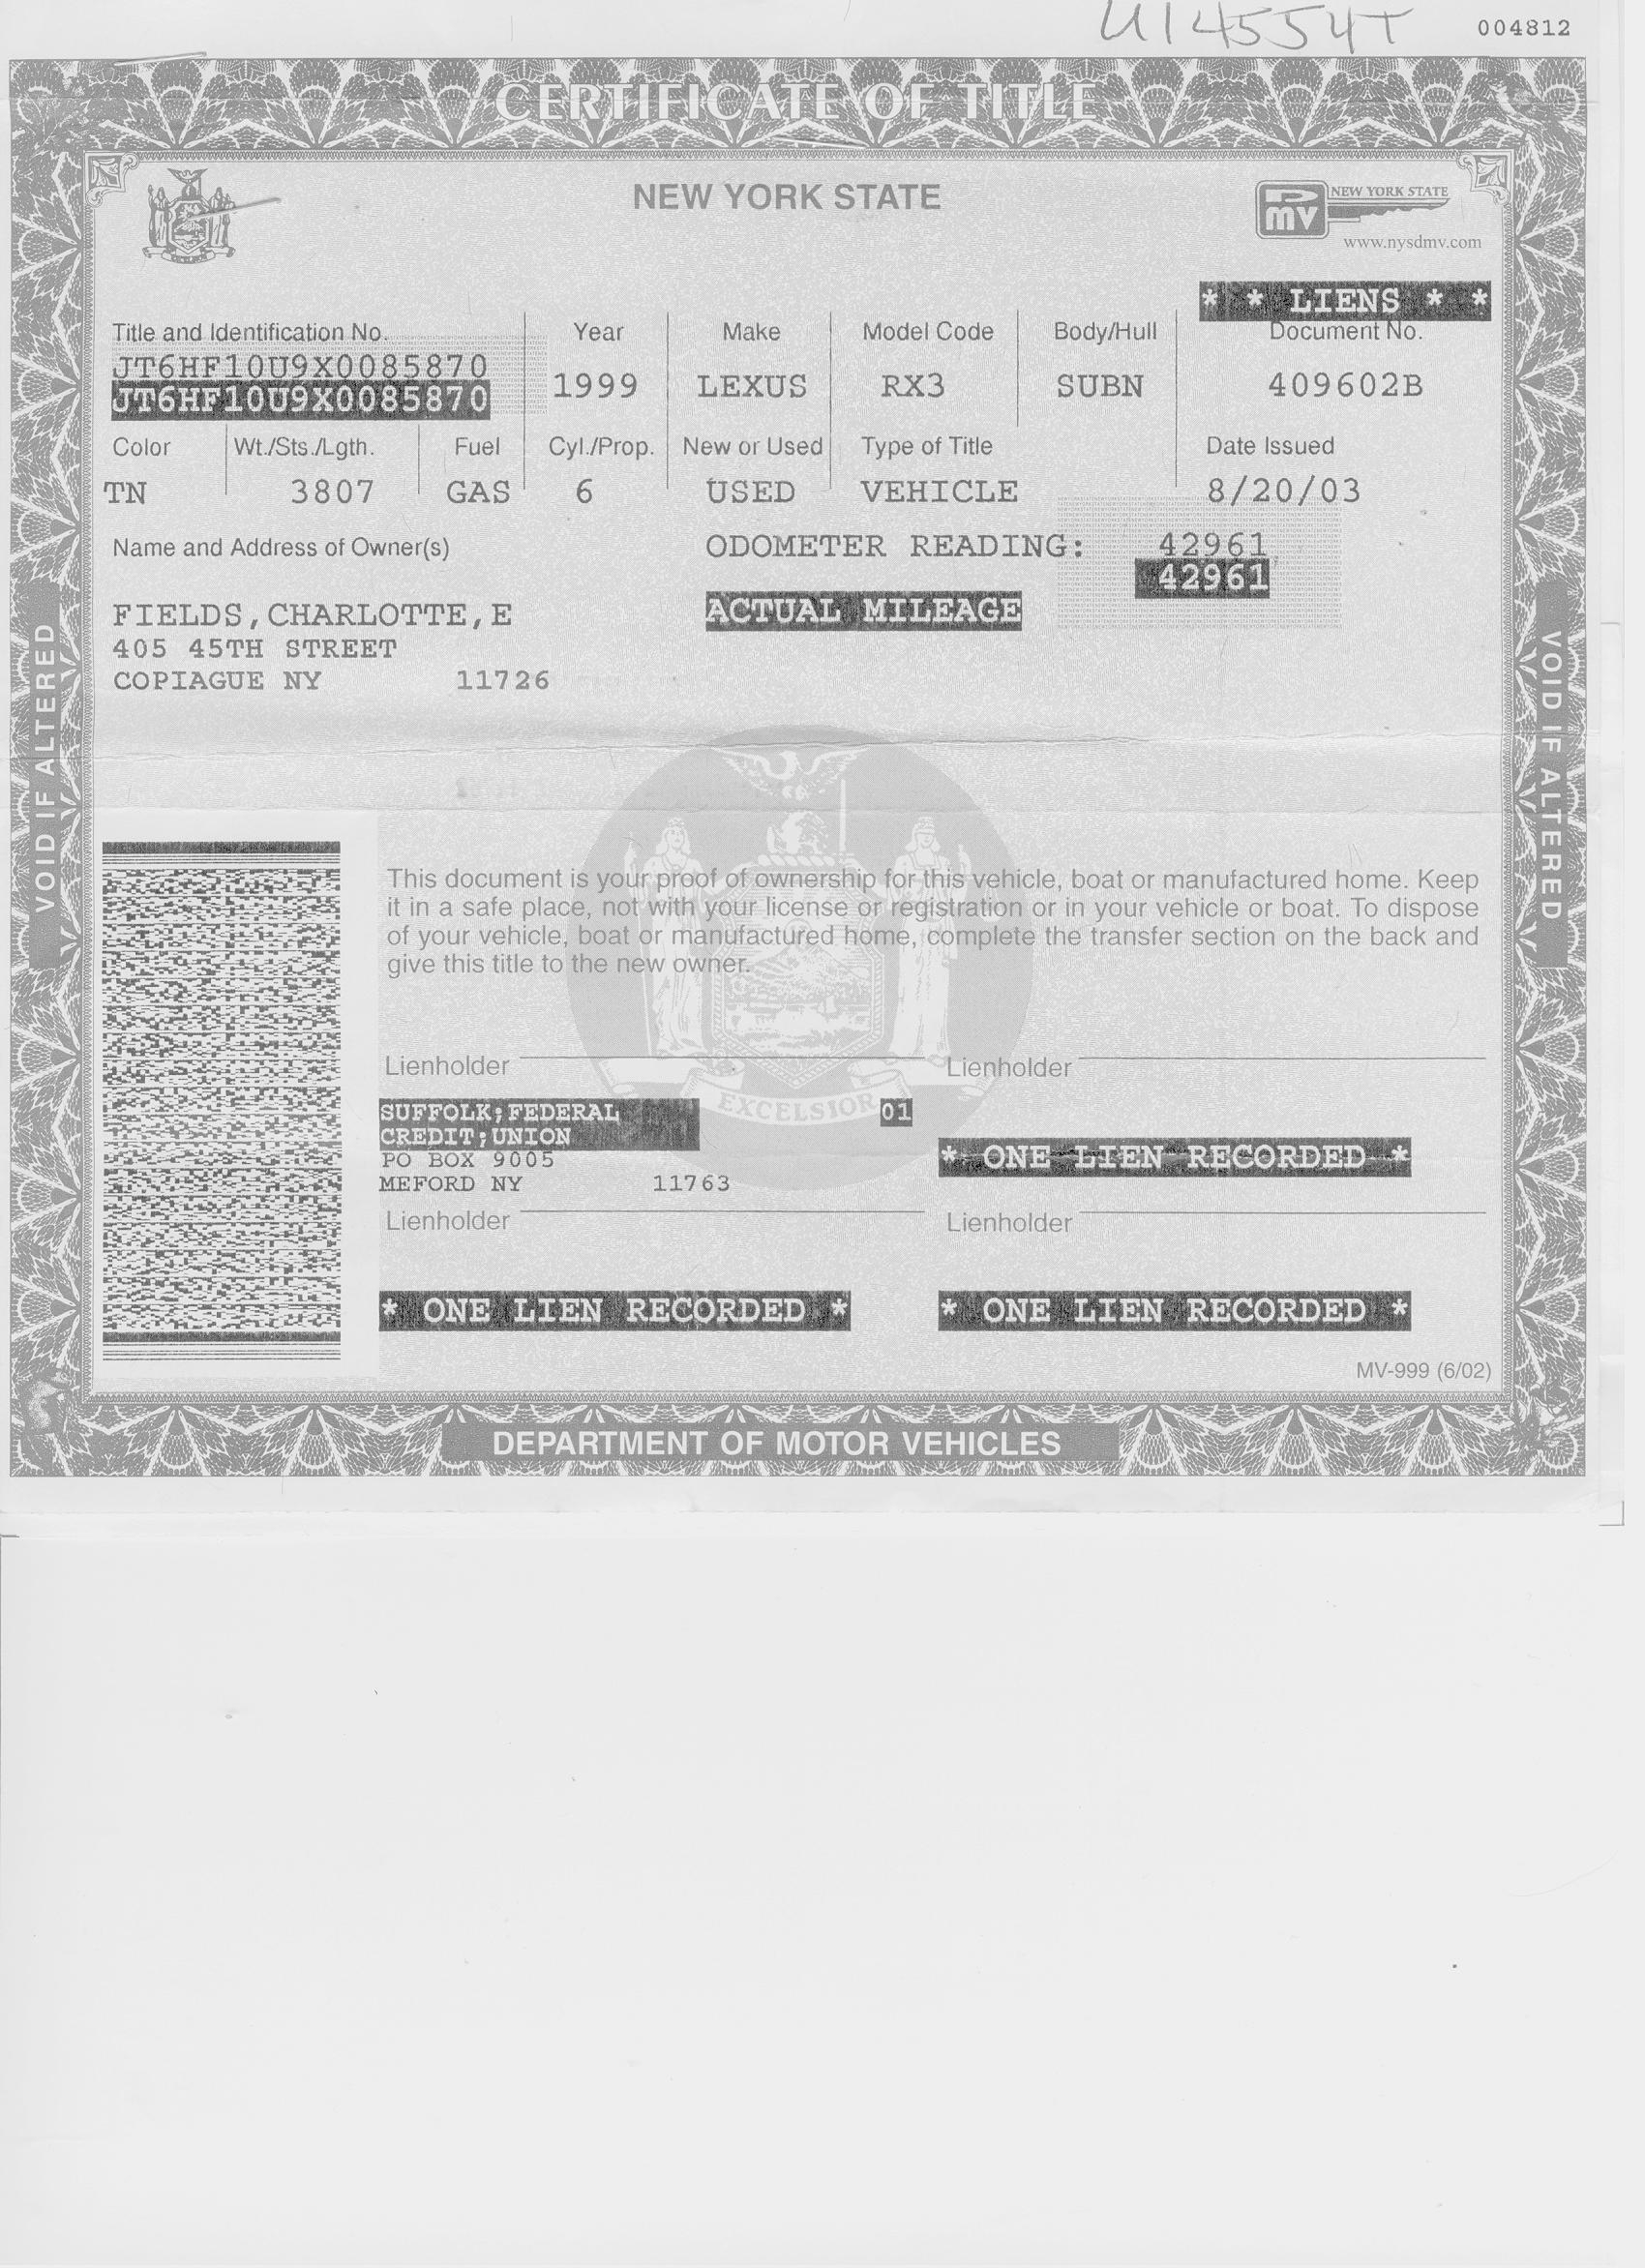 U14554T 004812
CERTIFICATE OF TITLE
NEW YORK STATE
DMV NEW YORK STATE
www.nysdmv.com
* * LIENS * *
Title and Identification No. Year Make Model Code Body/Hull Document No.
JT6HF10U9X0085870
JT6HF10U9X0085870 1999 LEXUS RX3 SUBN 409602B
Color Wt./Sts./Lgth. Fuel Cyl./Prop. New or Used Type of Title Date Issued
TN 3807 GAS 6 USED VEHICLE 8/20/03
Name and Address of Owner(s) ODOMETER READING: 42961
42961
ACTUAL MILEAGE
FIELDS,CHARLOTTE,E
405 45TH STREET
COPIAGUE NY 11726
VOID IF ALTERED
VOID IF ALTERED
This document is your proof of ownership for this vehicle, boat or manufactured home. Keep
it in a safe place, not with your license or registration or in your vehicle or boat. To dispose
of your vehicle, boat or manufactured home, complete the transfer section on the back and
give this title to the new owner.
Lienholder Lienholder
EXCELSIOR
SUFFOLK;FEDERAL 01
CREDIT;UNION
PO BOX 9005 * ONE LIEN RECORDED *
MEFORD NY 11763
Lienholder Lienholder
* ONE LIEN RECORDED * * ONE LIEN RECORDED *
MV-999 (6/02)
DEPARTMENT OF MOTOR VEHICLES